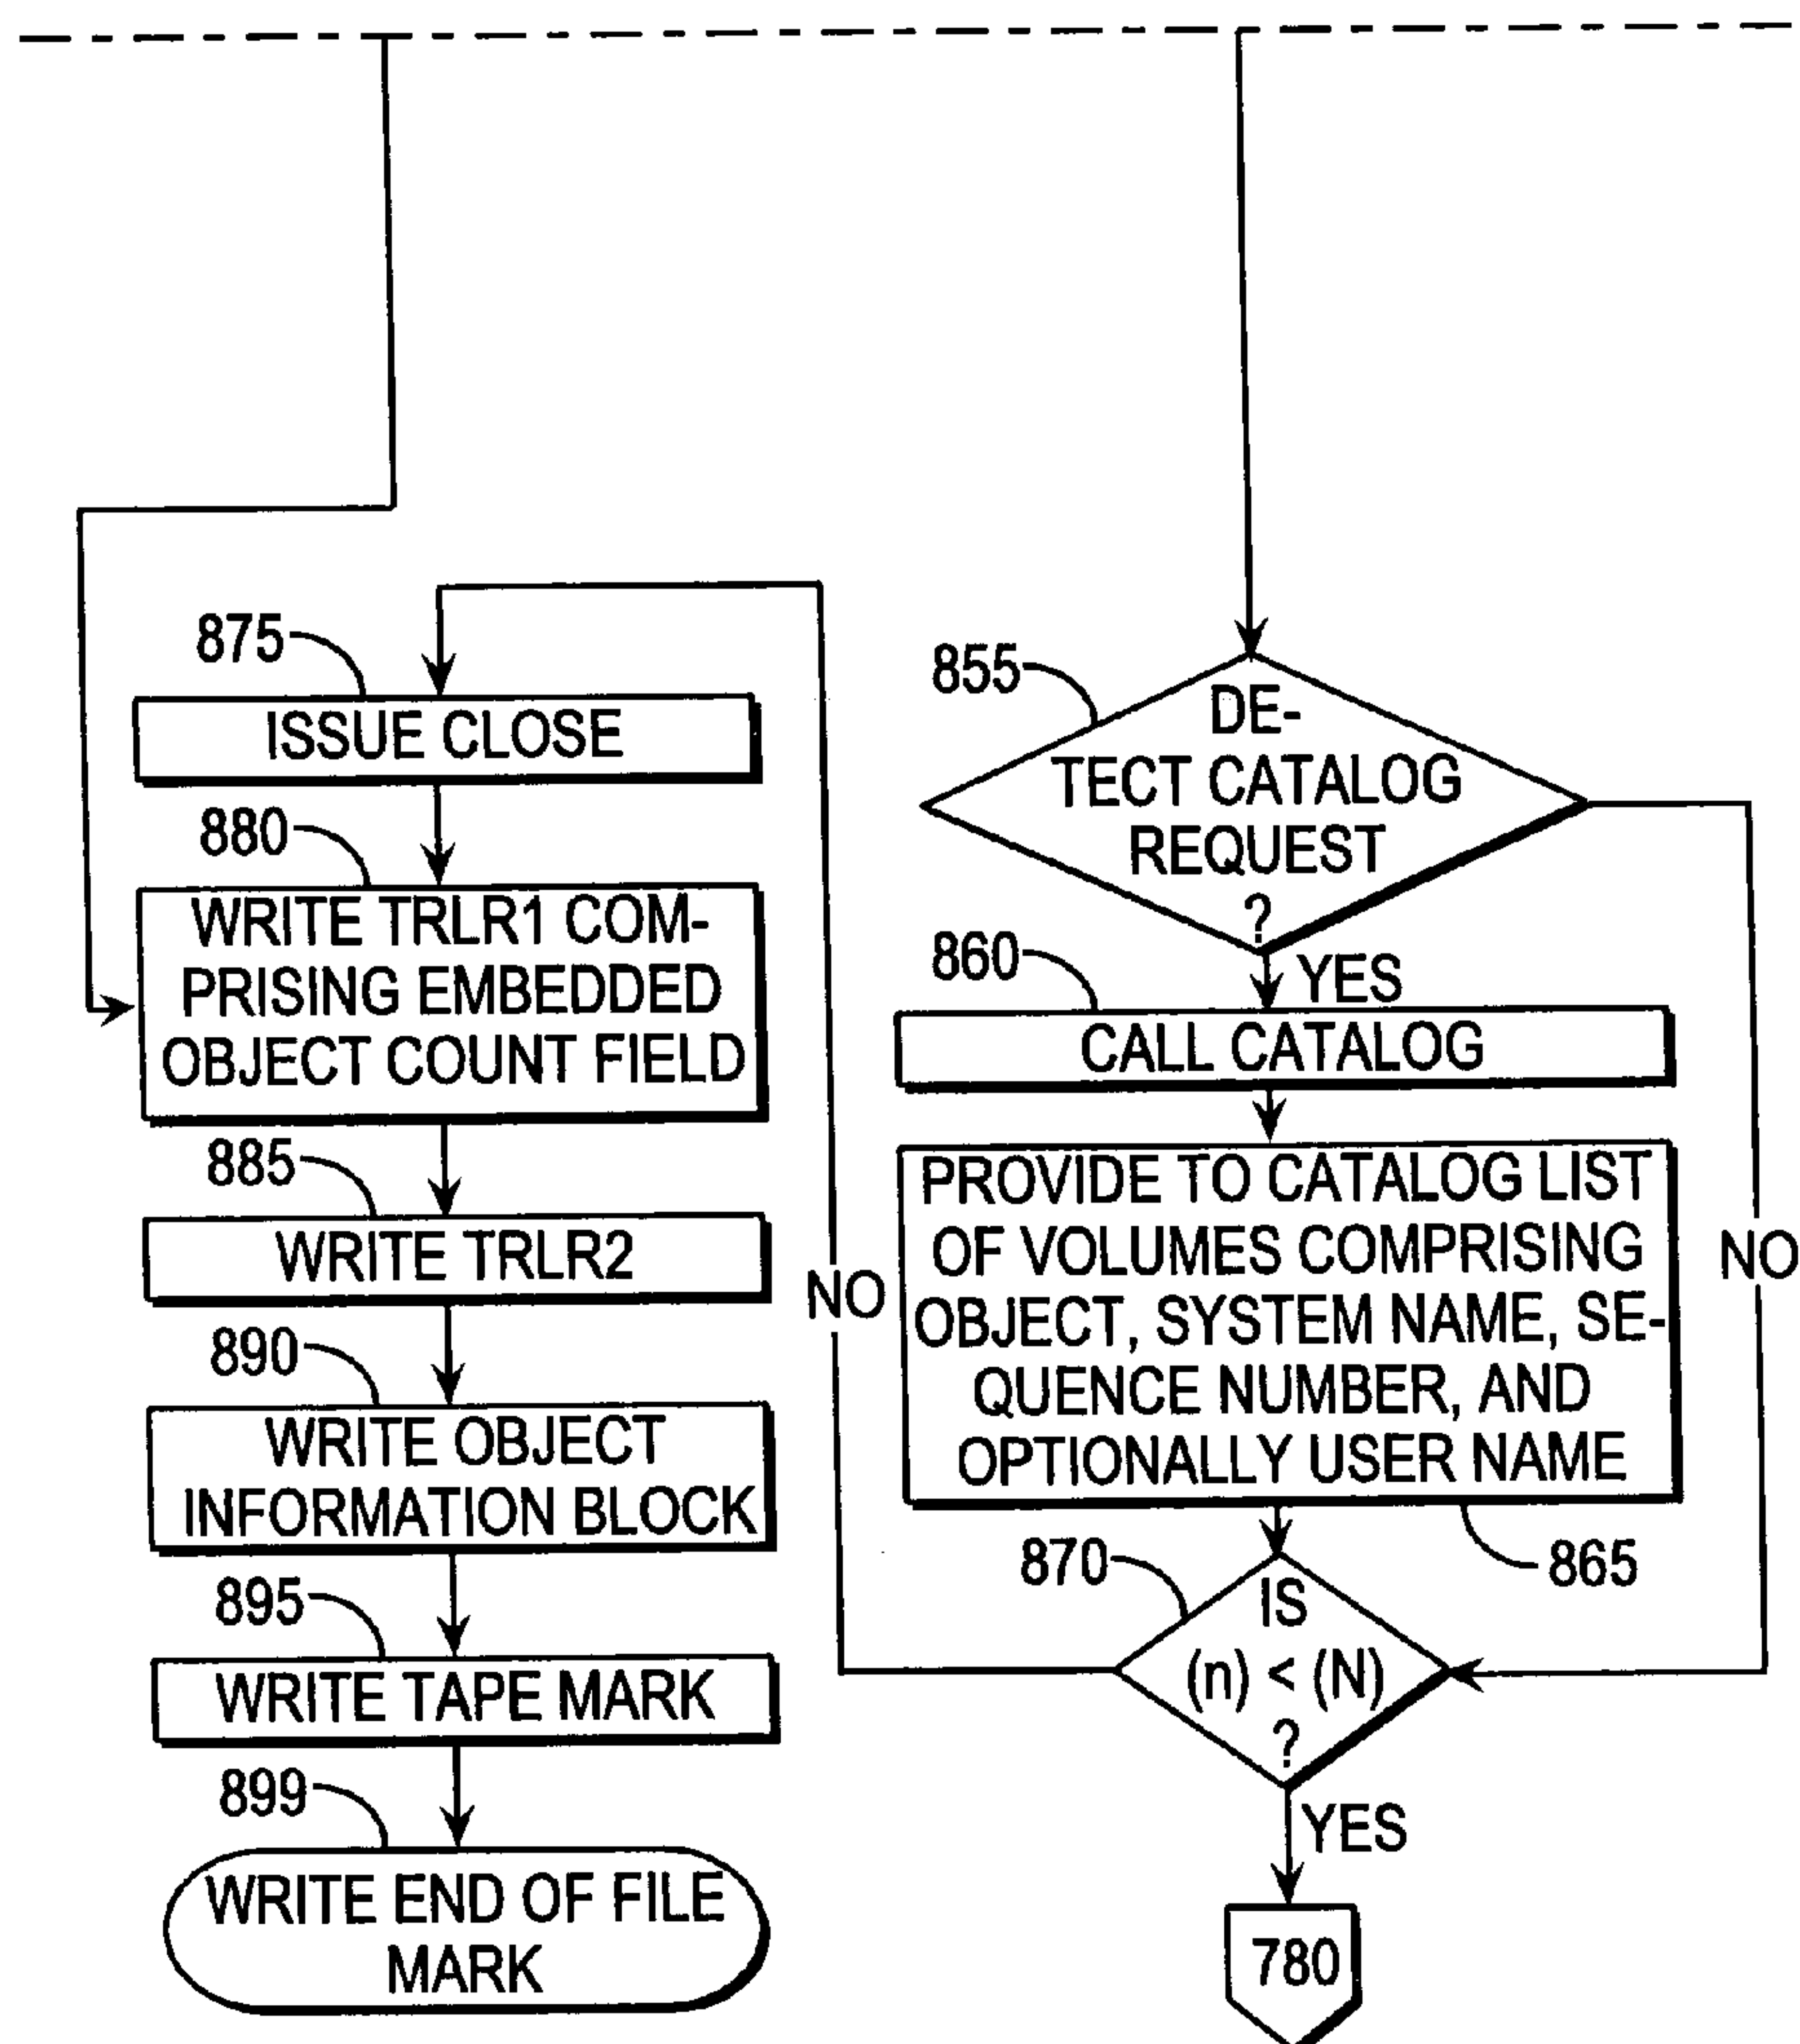 875
ISSUE CLOSE
880
WRITE TRLR1 COM-
PRISING EMBEDDED
OBJECT COUNT FIELD
885
WRITE TRLR2
890
WRITE OBJECT
INFORMATION BLOCK
895
WRITE TAPE MARK
899
WRITE END OF FILE
MARK
NO
855
DE-
TECT CATALOG
REQUEST
?
860
YES
CALL CATALOG
PROVIDE TO CATALOG LIST
OF VOLUMES COMPRISING
OBJECT, SYSTEM NAME, SE-
QUENCE NUMBER, AND
OPTIONALLY USER NAME
NO
865
870
IS
(n) < (N)
?
YES
780